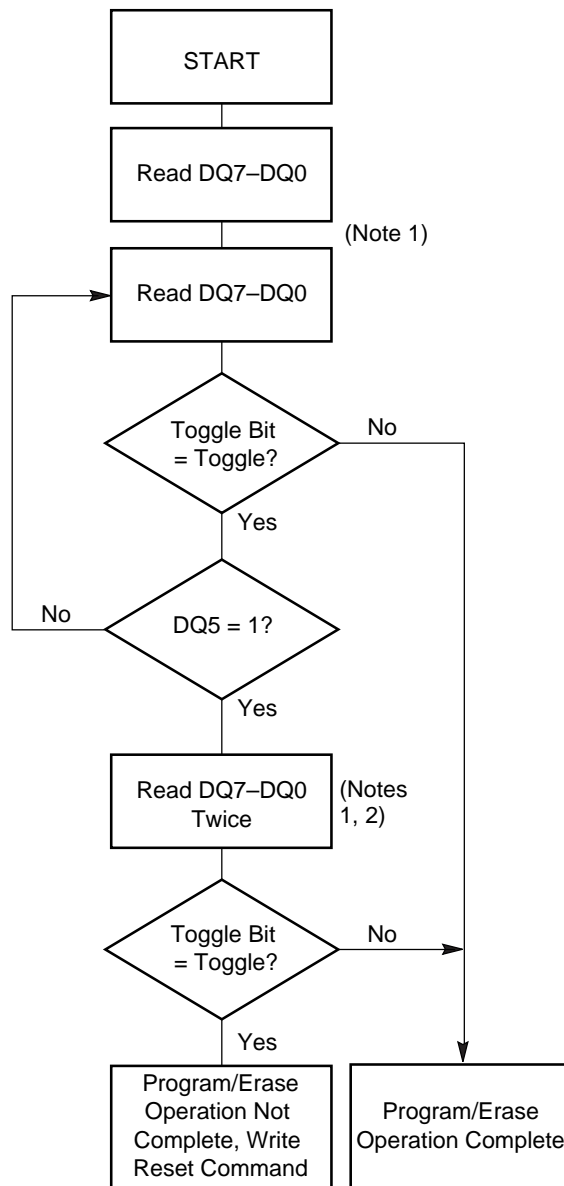 START
Read DQ7–DQ0
(Note 1)
Read DQ7–DQ0
Toggle Bit
= Toggle?
No
Yes
DQ5 = 1?
No
Yes
Read DQ7–DQ0
Twice
(Notes
1, 2)
Toggle Bit
= Toggle?
No
Yes
Program/Erase
Operation Not
Complete, Write
Reset Command
Program/Erase
Operation Complete